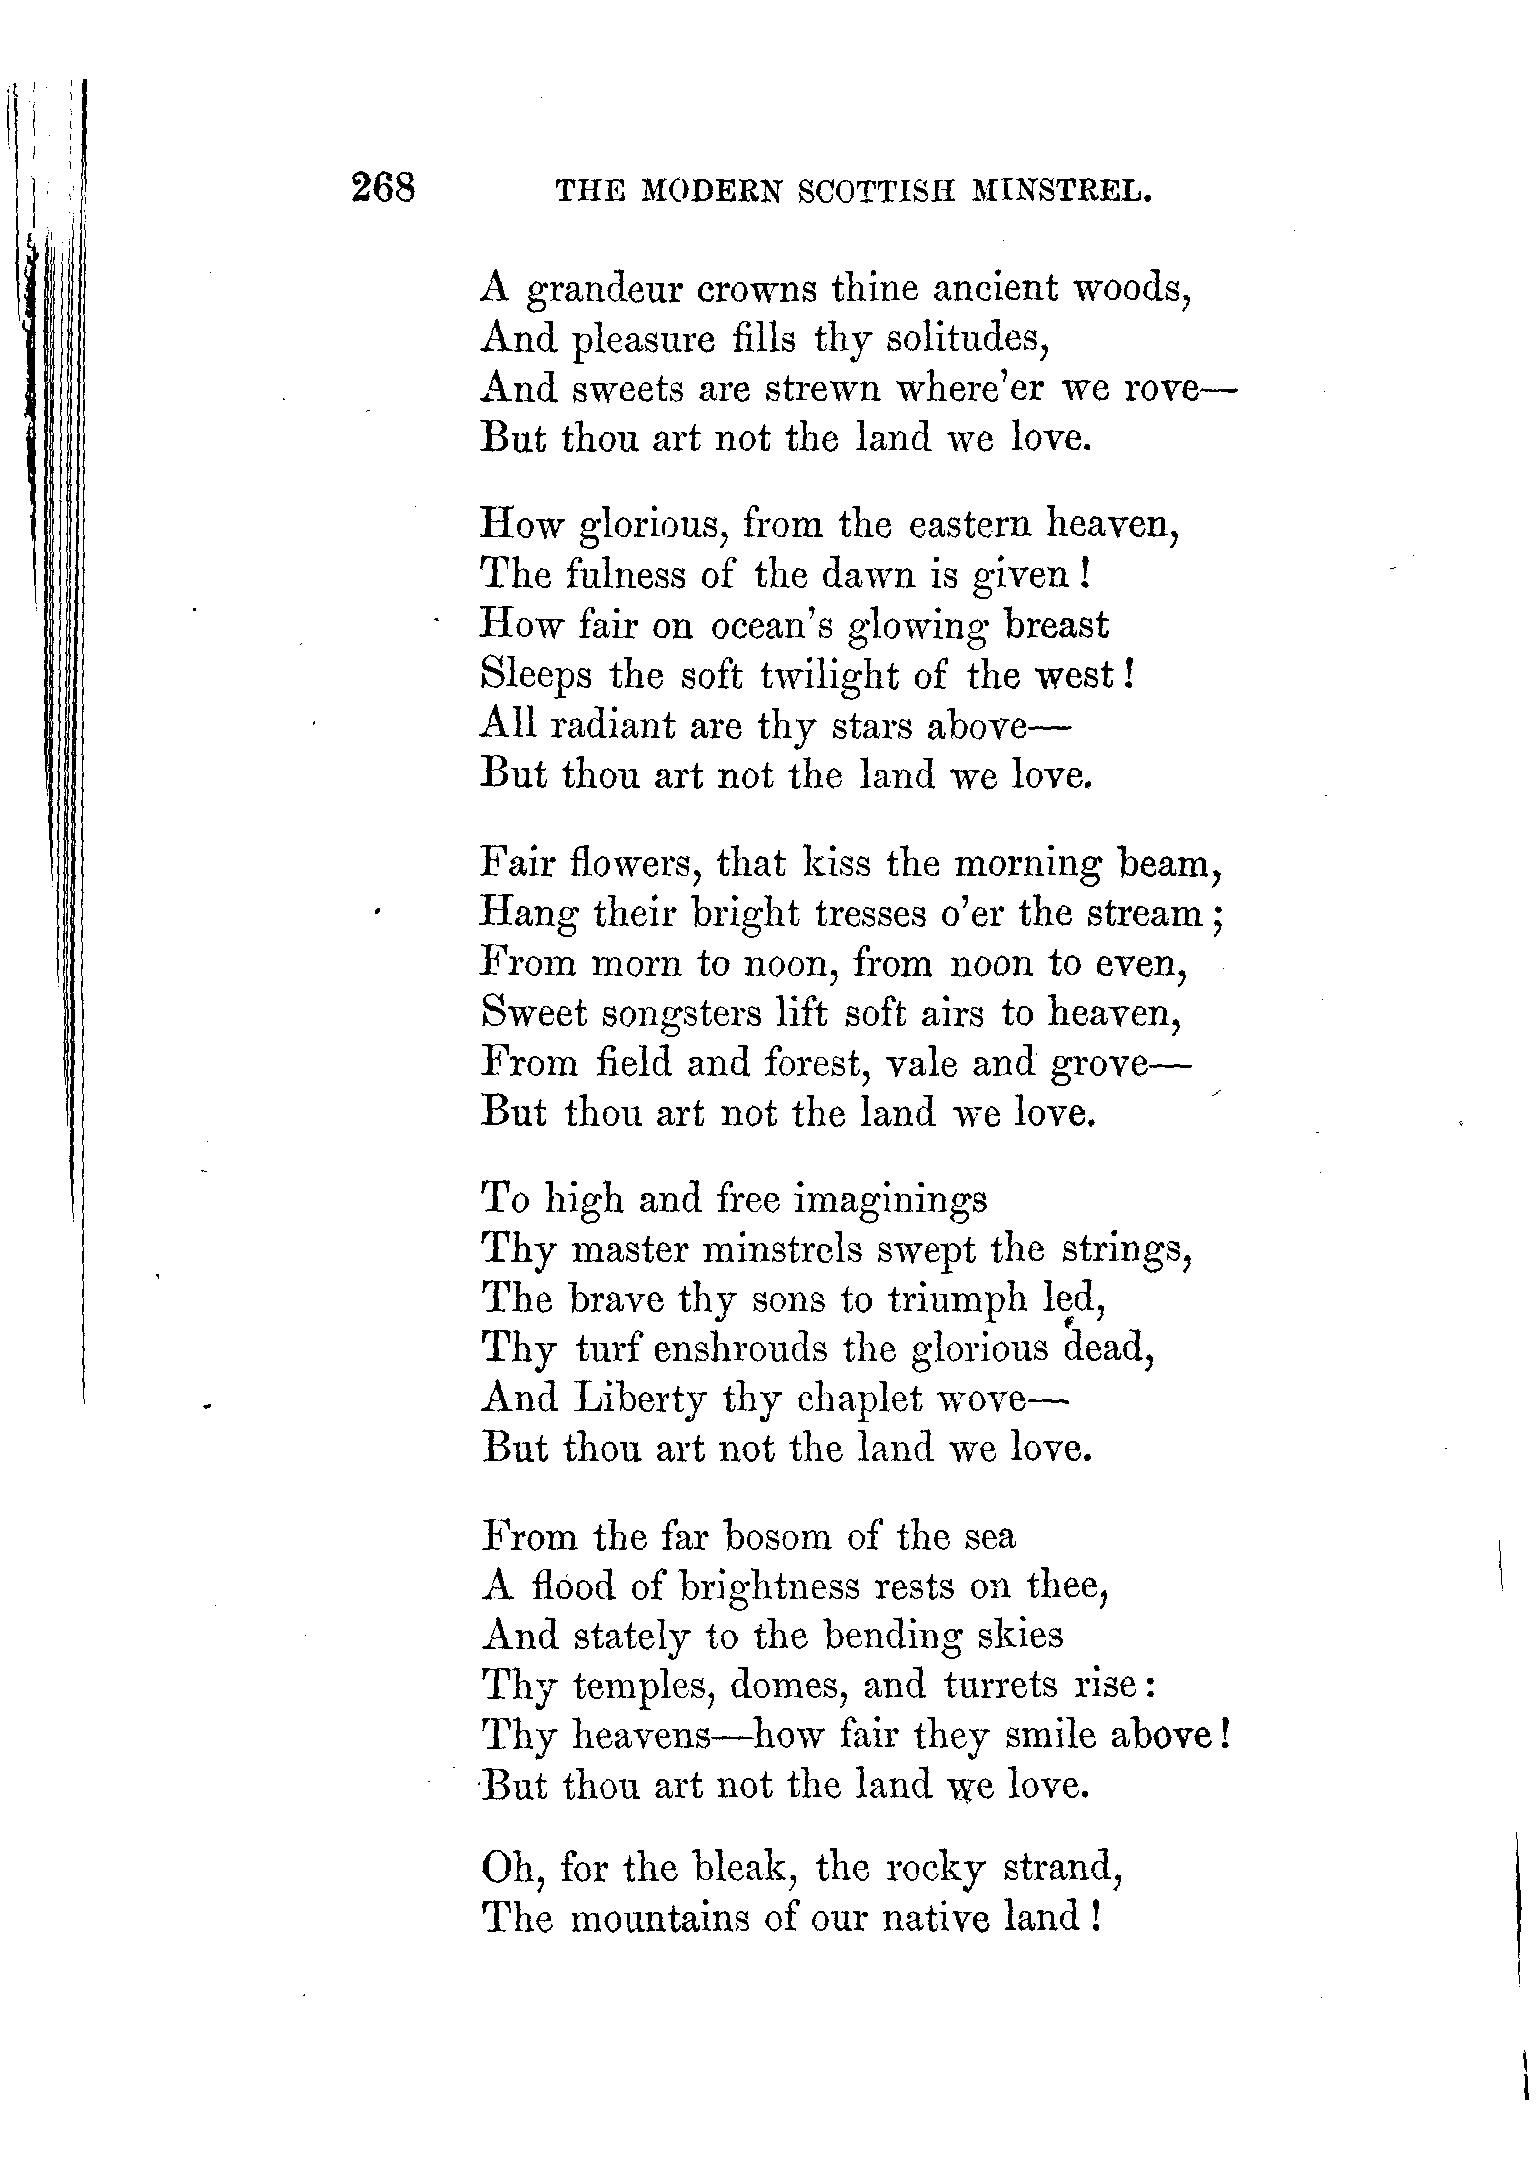 268 THE MODERN SCOTTISH MINSTREL.
A grandeur crowns thine ancient woods,
And pleasure fills thy solitudes,
And sweets are strewn where'er we rove—
But thou art not the land we love.
How glorious, from the eastern heaven,
The fulness of the dawn is given!
How fair on ocean's glowing breast
Sleeps the soft twilight of the west!
All radiant are thy stars above—
But thou art not the land we love.
Fair flowers, that kiss the morning beam,
Hang their bright tresses o'er the stream;
From morn to noon, from noon to even,
Sweet songsters lift soft airs to heaven,
From field and forest, vale and grove—
But thou art not the land we love.
To high and free imaginings
Thy master minstrels swept the strings,
The brave thy sons to triumph led,
Thy turf enshrouds the glorious dead,
And Liberty thy chaplet wove—
But thou art not the land we love.
From the far bosom of the sea
A flood of brightness rests on thee,
And stately to the bending skies
Thy temples, domes, and turrets rise:
Thy heavens—how fair they smile above!
But thou art not the land we love.
Oh, for the bleak, the rocky strand,
The mountains of our native land!